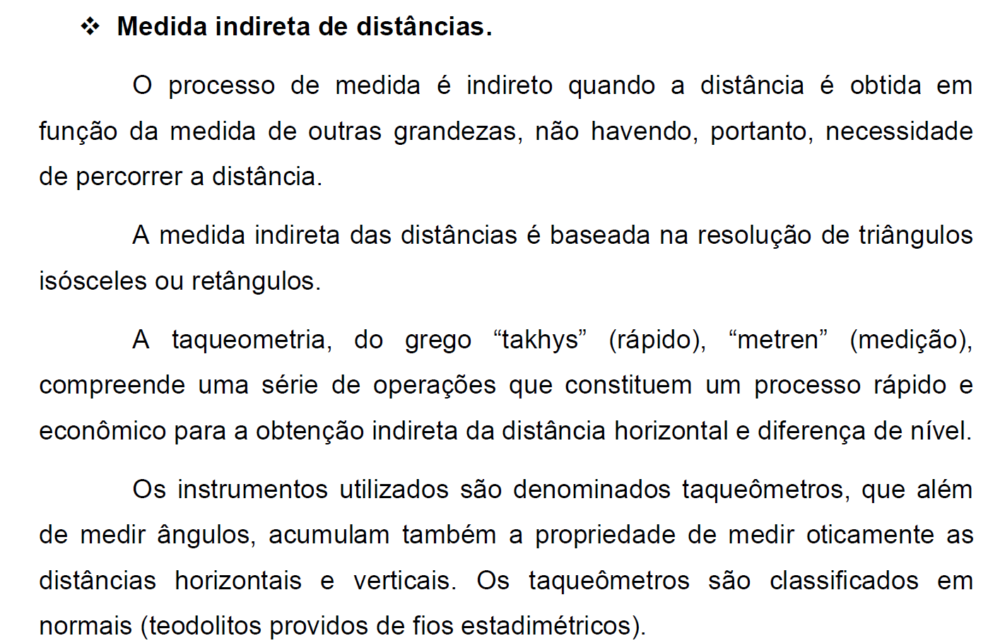 ❖ Medida indireta de distâncias.
O processo de medida é indireto quando a distância é obtida em
função da medida de outras grandezas, não havendo, portanto, necessidade
de percorrer a distância.
A medida indireta das distâncias é baseada na resolução de triângulos
isósceles ou retângulos.
A taqueometria, do grego “takhys” (rápido), “metren” (medição),
compreende uma série de operações que constituem um processo rápido e
econômico para a obtenção indireta da distância horizontal e diferença de nível.
Os instrumentos utilizados são denominados taqueômetros, que além
de medir ângulos, acumulam também a propriedade de medir oticamente as
distâncias horizontais e verticais. Os taqueômetros são classificados em
normais (teodolitos providos de fios estadimétricos).